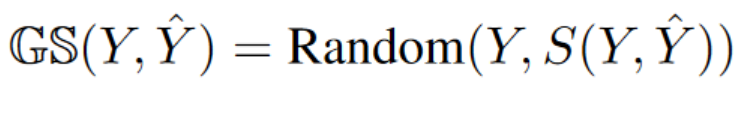 𝔾𝕊(Y, Ŷ) = Random(Y, S(Y, Ŷ))